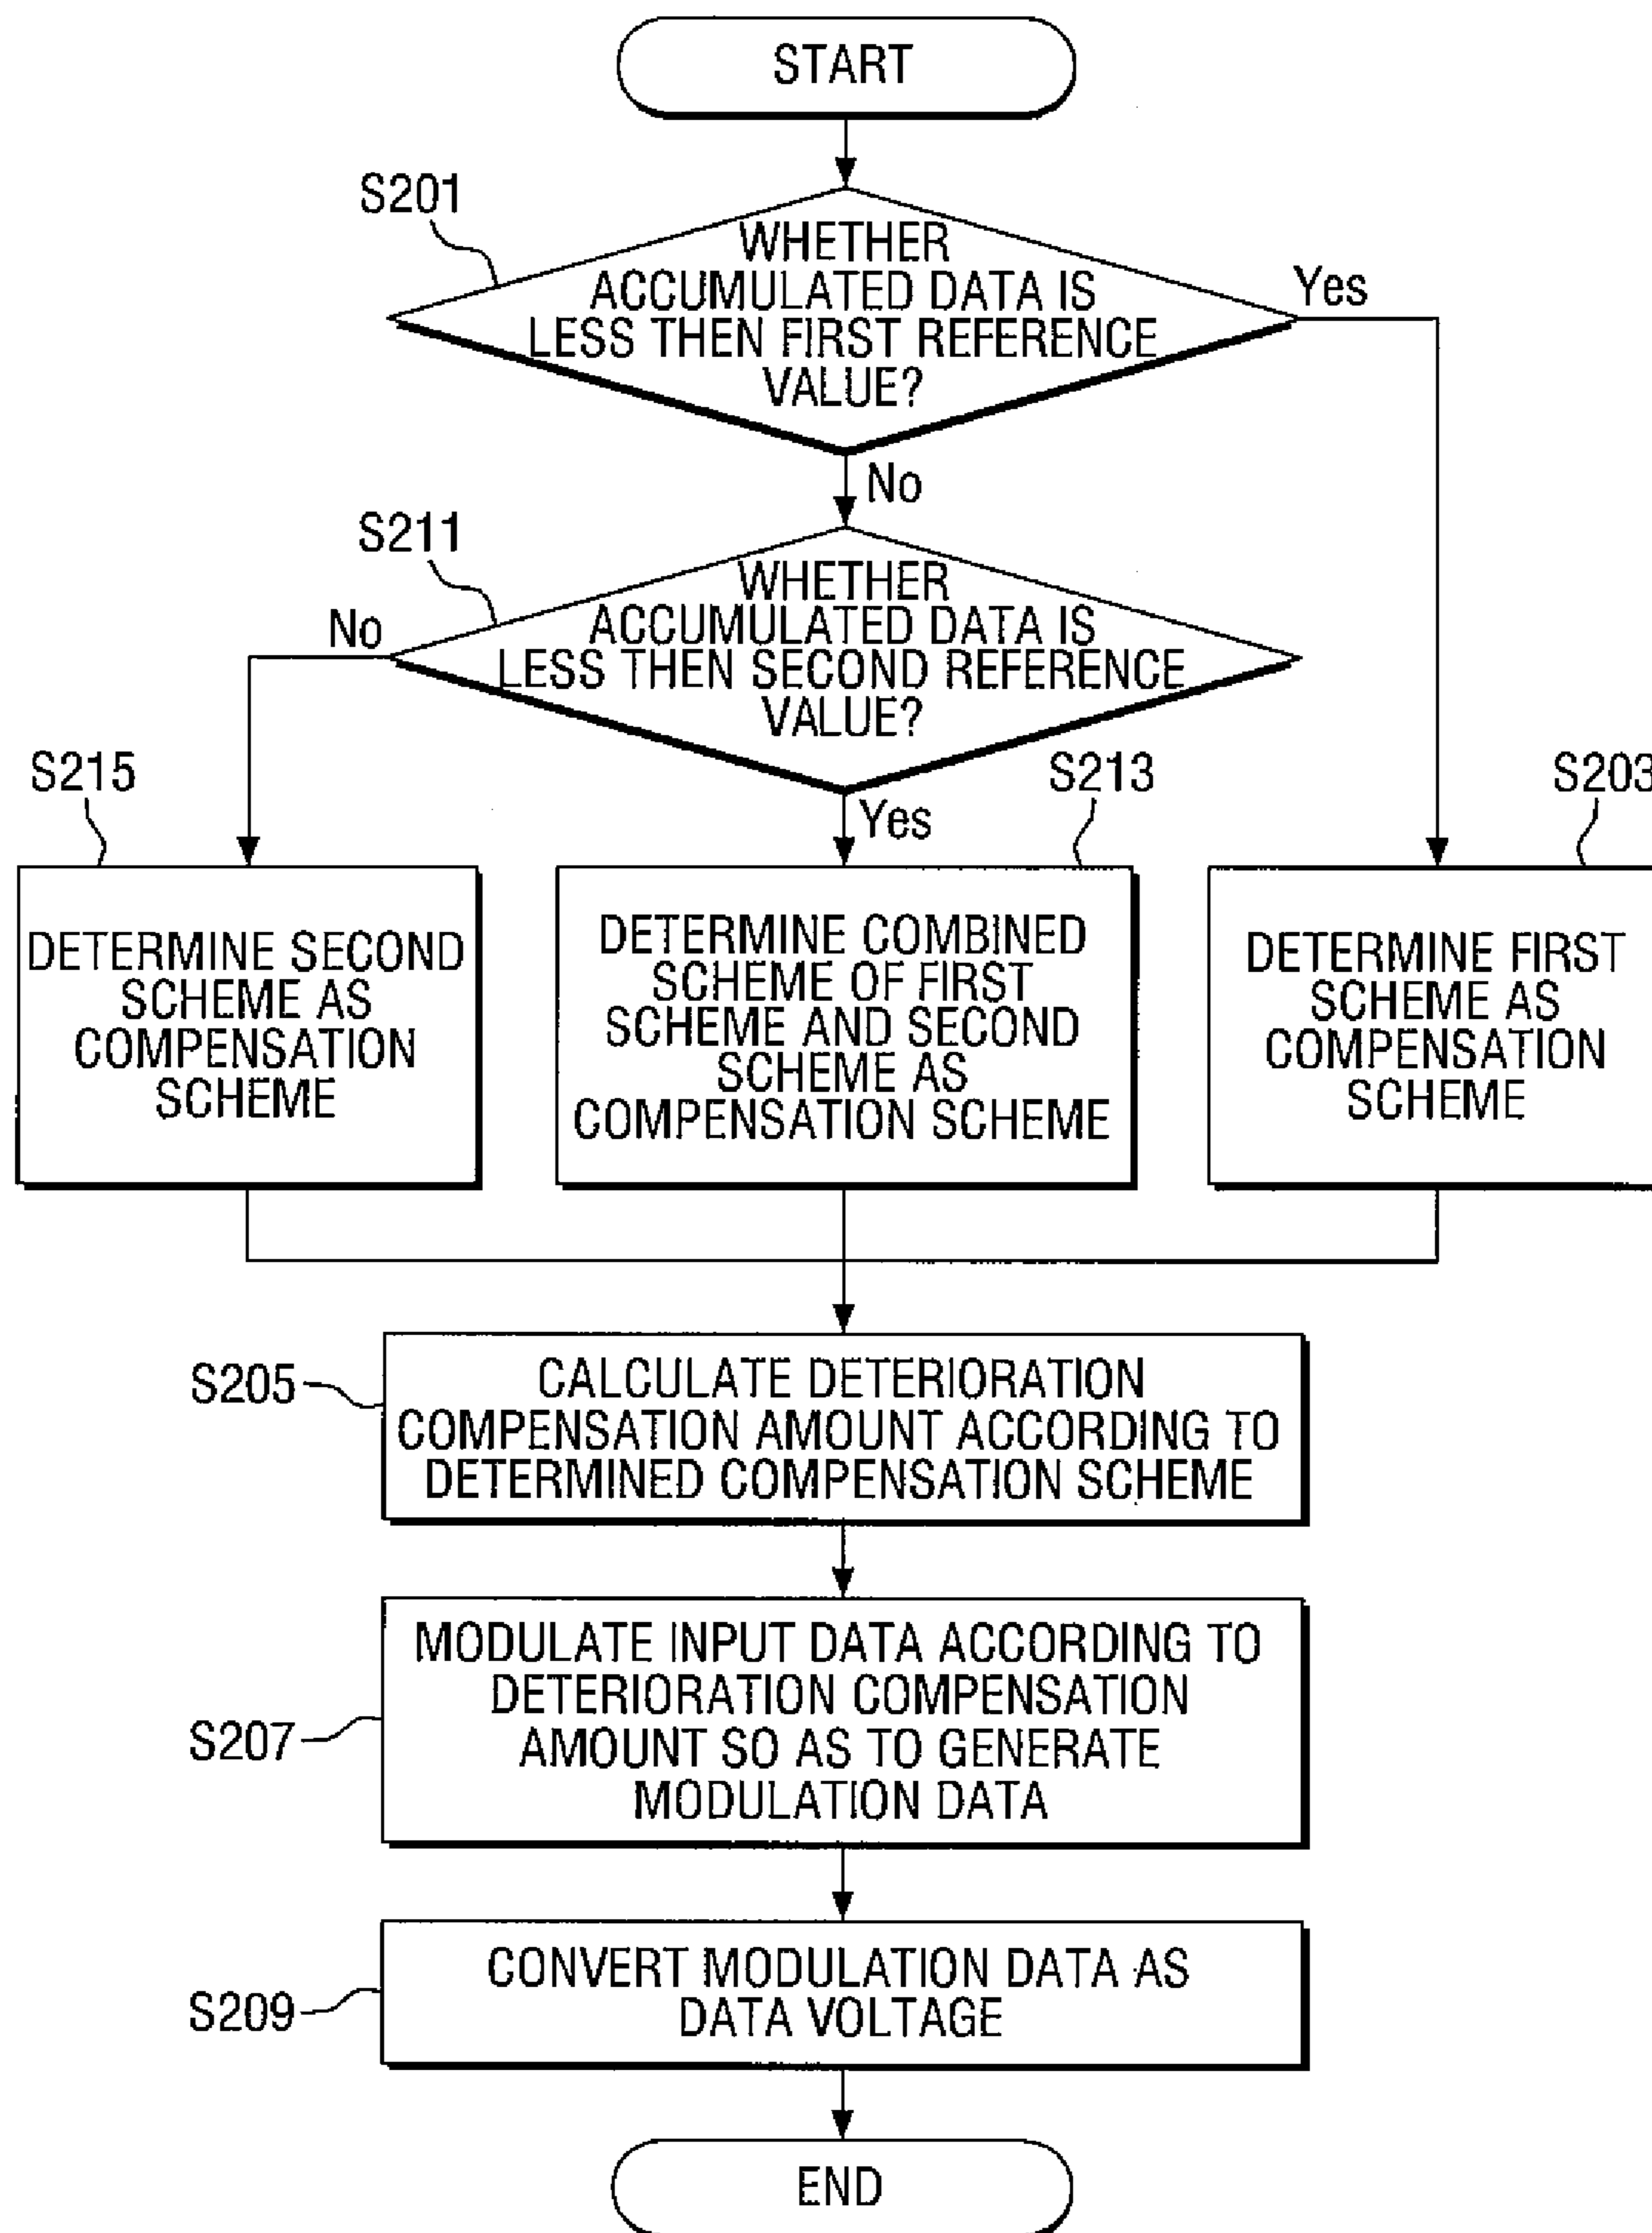 START
S201
WHETHER
ACCUMULATED DATA IS
LESS THEN FIRST REFERENCE
VALUE?
Yes
No
S211
WHETHER
ACCUMULATED DATA IS
LESS THEN SECOND REFERENCE
VALUE?
No
Yes
S215
DETERMINE SECOND
SCHEME AS
COMPENSATION
SCHEME
S213
DETERMINE COMBINED
SCHEME OF FIRST
SCHEME AND SECOND
SCHEME AS
COMPENSATION SCHEME
S203
DETERMINE FIRST
SCHEME AS
COMPENSATION
SCHEME
S205
CALCULATE DETERIORATION
COMPENSATION AMOUNT ACCORDING TO
DETERMINED COMPENSATION SCHEME
S207
MODULATE INPUT DATA ACCORDING TO
DETERIORATION COMPENSATION
AMOUNT SO AS TO GENERATE
MODULATION DATA
S209
CONVERT MODULATION DATA AS
DATA VOLTAGE
END